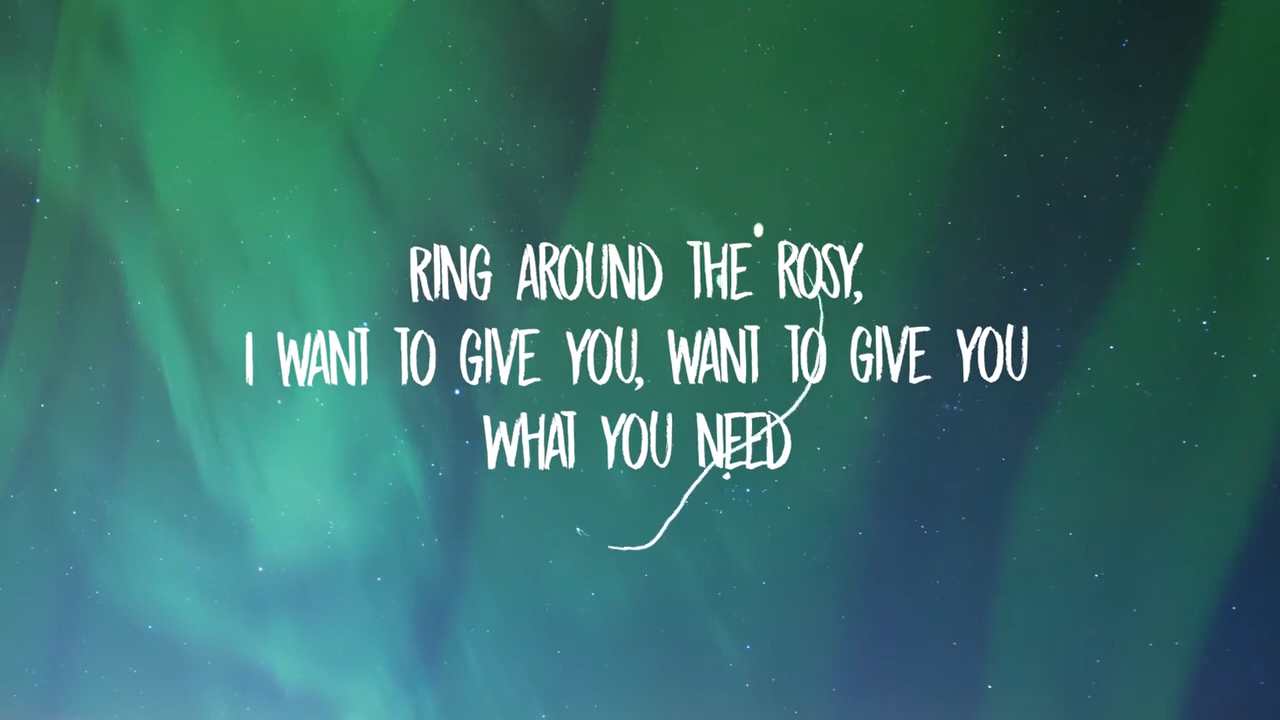 RING AROUND THE ROSY,
I WANT TO GIVE YOU, WANT TO GIVE YOU
WHAT YOU NEED